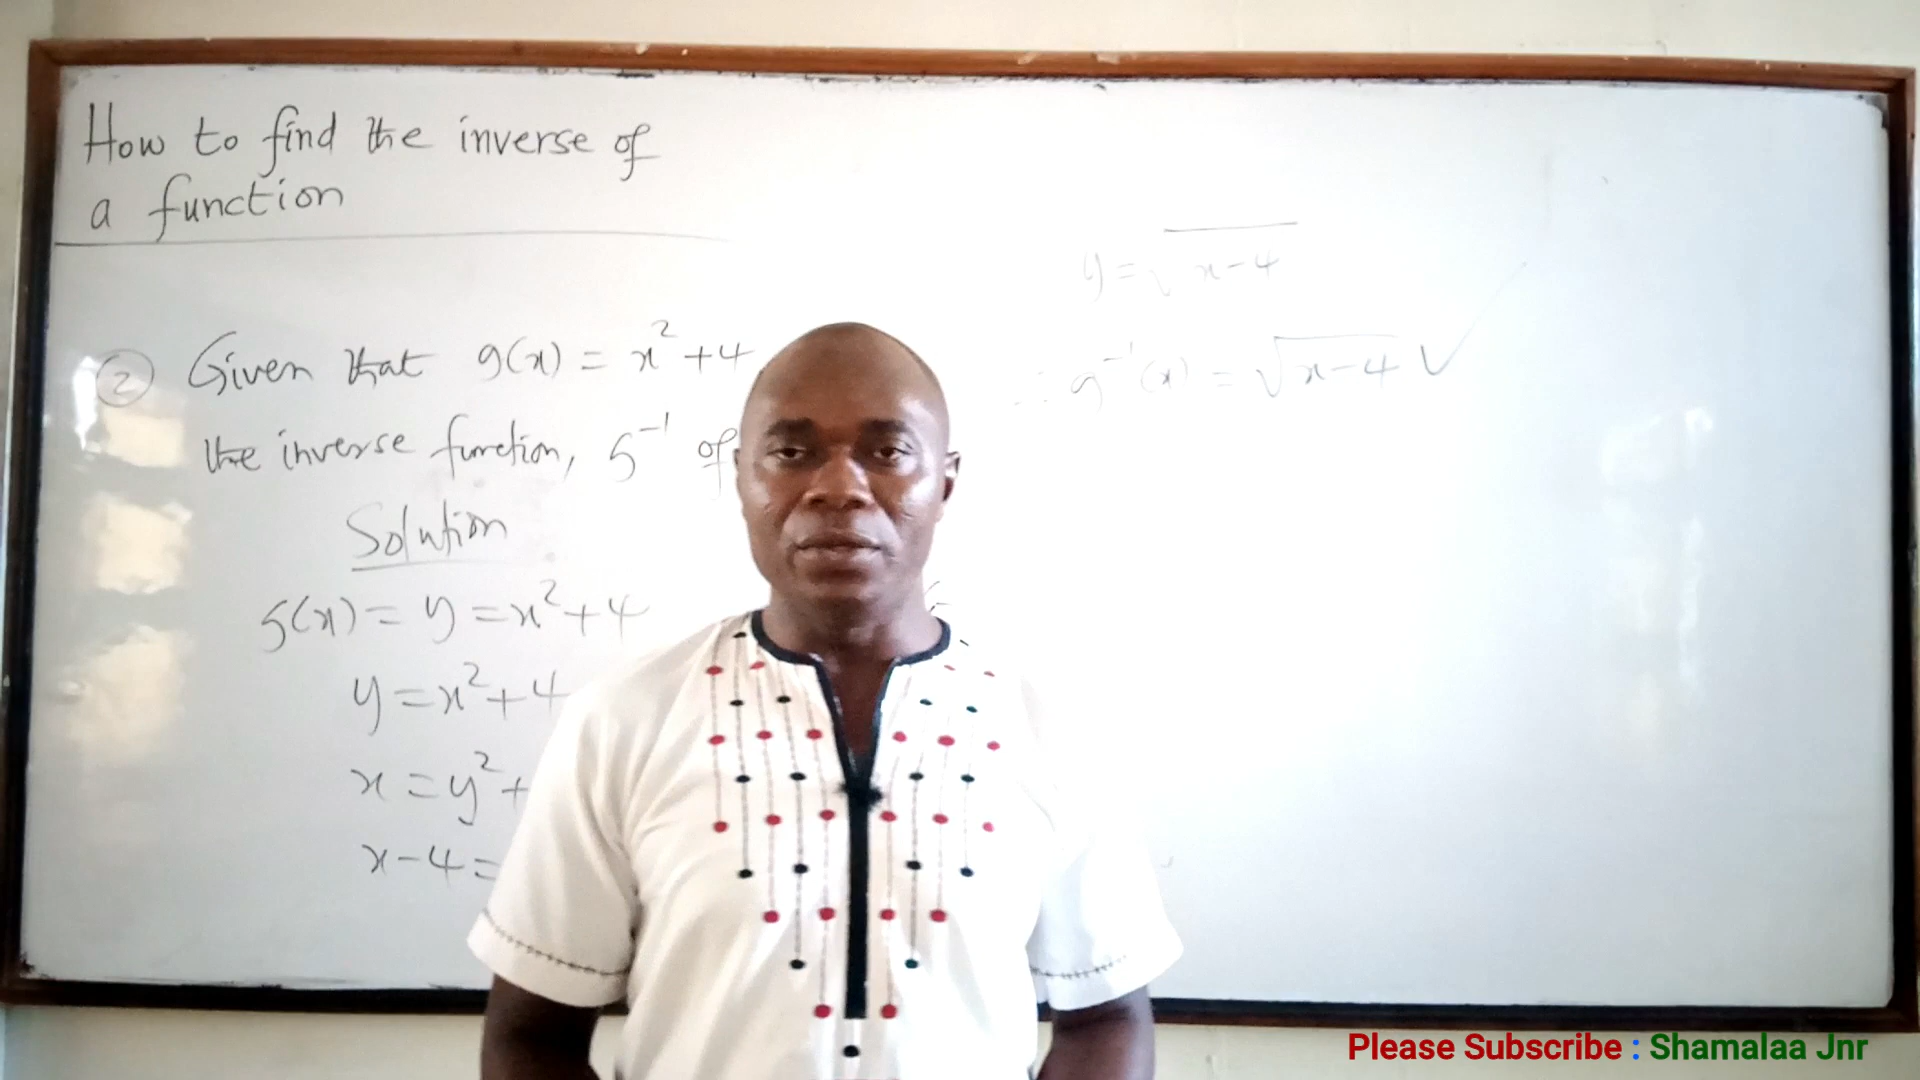 How to find the inverse of
a function
② Given that g(x) = x² + 4
the inverse function, g⁻¹ of
Solution
g(x) = y = x² + 4
y = x² + 4
x = y² +
x - 4 =
y = √x-4
∴ g⁻¹(x) = √x-4 ✓
Please Subscribe : Shamalaa Jnr